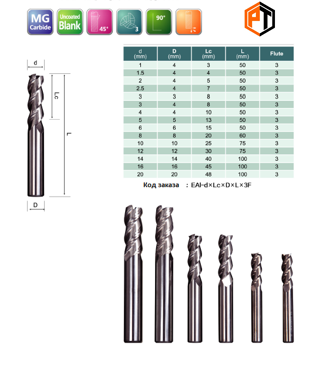 MG
Carbide
Uncoated
Blank
45°
3
90°
PT
d (mm) D (mm) Lc (mm) L (mm) Flute
1 4 3 50 3
1.5 4 4 50 3
2 4 5 50 3
2.5 4 7 50 3
3 3 8 50 3
3 4 8 50 3
4 4 10 50 3
5 5 13 50 3
6 6 15 50 3
8 8 20 60 3
10 10 25 75 3
12 12 30 75 3
14 14 40 100 3
16 16 45 100 3
20 20 48 100 3
Код заказа : EAI-d×Lc×D×L×3F
d
Lc
L
D